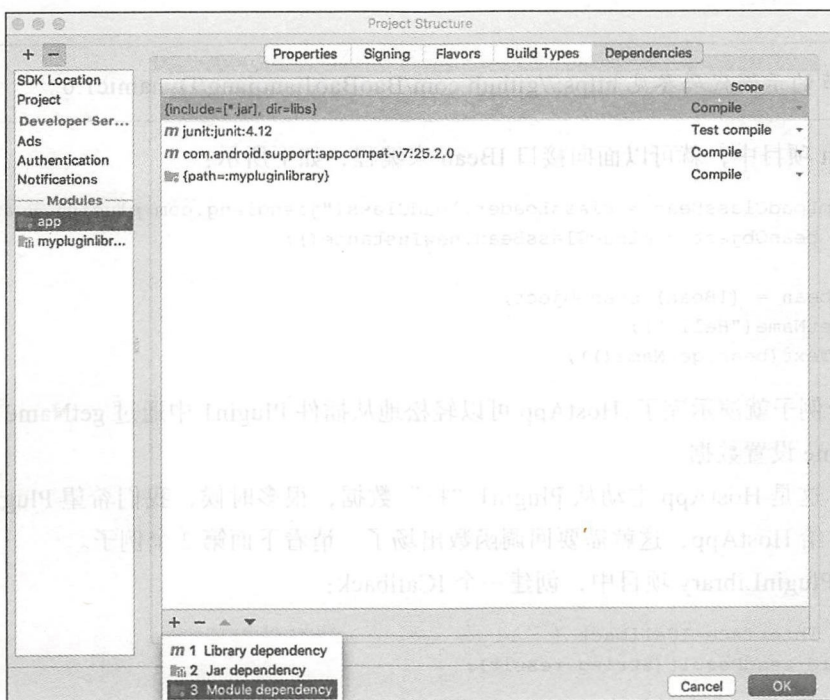 Project Structure
+ −
Properties Signing Flavors Build Types Dependencies
SDK Location
Project
Developer Ser...
Ads
Authentication
Notifications
Modules
app
mypluginlibr...
Scope
{include=[*.jar], dir=libs} Compile
m junit:junit:4.12 Test compile
m com.android.support:appcompat-v7:25.2.0 Compile
{path=:mypluginlibrary} Compile
+ −
m 1 Library dependency
2 Jar dependency
3 Module dependency
Cancel OK